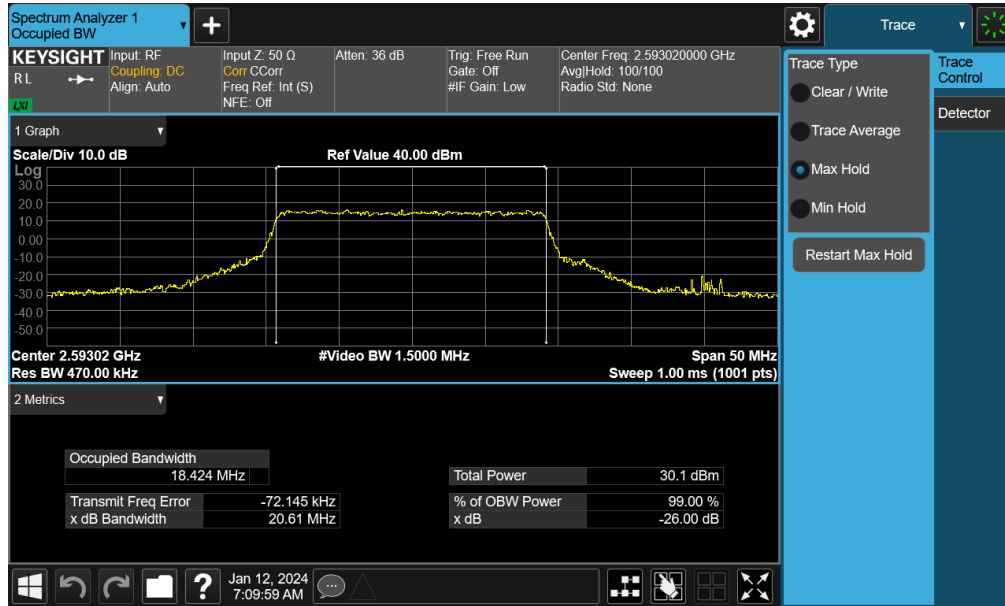 Spectrum Analyzer 1
Occupied BW
Trace
KEYSIGHT
R L
LXI
Input: RF
Coupling: DC
Align: Auto
Input Z: 50 Ω
Corr CCorr
Freq Ref: Int (S)
NFE: Off
Atten: 36 dB
Trig: Free Run
Gate: Off
#IF Gain: Low
Center Freq: 2.593020000 GHz
Avg|Hold: 100/100
Radio Std: None
1 Graph
Scale/Div 10.0 dB
Ref Value 40.00 dBm
Log
30.0
20.0
10.0
0.00
-10.0
-20.0
-30.0
-40.0
-50.0
Center 2.59302 GHz
#Video BW 1.5000 MHz
Span 50 MHz
Res BW 470.00 kHz
Sweep 1.00 ms (1001 pts)
2 Metrics
Occupied Bandwidth
18.424 MHz
Total Power 30.1 dBm
Transmit Freq Error -72.145 kHz
% of OBW Power 99.00 %
x dB Bandwidth 20.61 MHz
x dB -26.00 dB
?
Jan 12, 2024
7:09:59 AM
Trace Type
Clear / Write
Trace Average
Max Hold
Min Hold
Restart Max Hold
Trace
Control
Detector